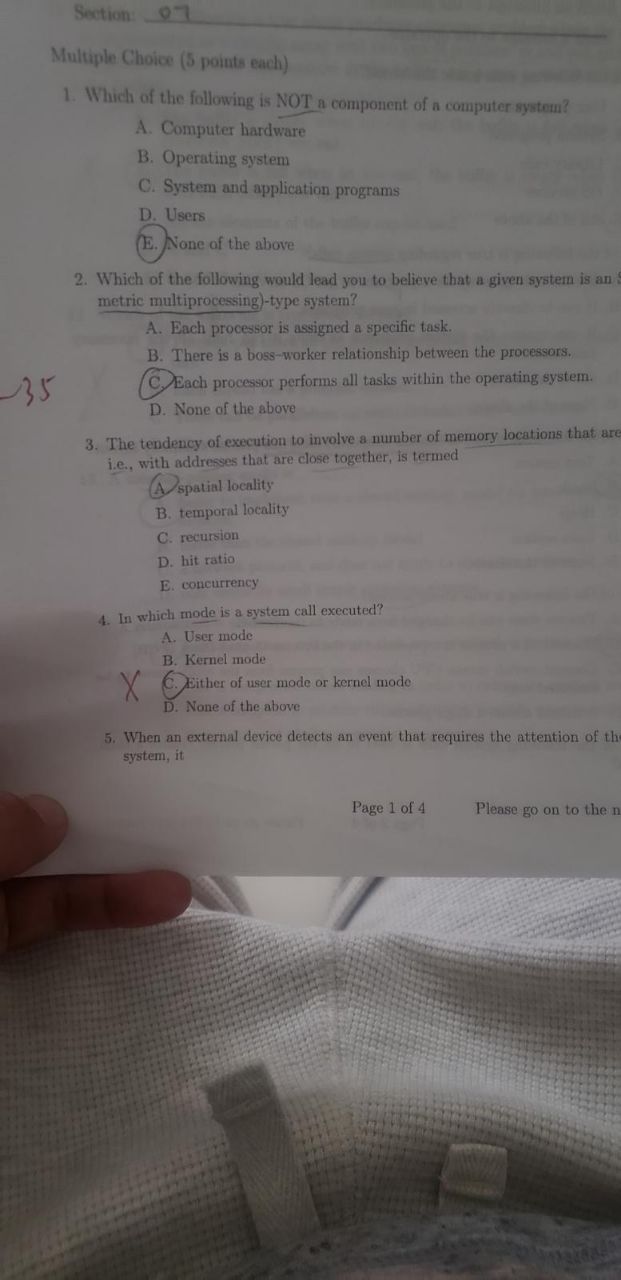 Section: 07
Multiple Choice (5 points each)
1. Which of the following is NOT a component of a computer system?
A. Computer hardware
B. Operating system
C. System and application programs
D. Users
E. None of the above
2. Which of the following would lead you to believe that a given system is an
metric multiprocessing)-type system?
A. Each processor is assigned a specific task.
B. There is a boss-worker relationship between the processors.
-35
C. Each processor performs all tasks within the operating system.
D. None of the above
3. The tendency of execution to involve a number of memory locations that are
i.e., with addresses that are close together, is termed
A. spatial locality
B. temporal locality
C. recursion
D. hit ratio
E. concurrency
4. In which mode is a system call executed?
A. User mode
B. Kernel mode
X C. Either of user mode or kernel mode
D. None of the above
5. When an external device detects an event that requires the attention of
system, it
Page 1 of 4 Please go on to the